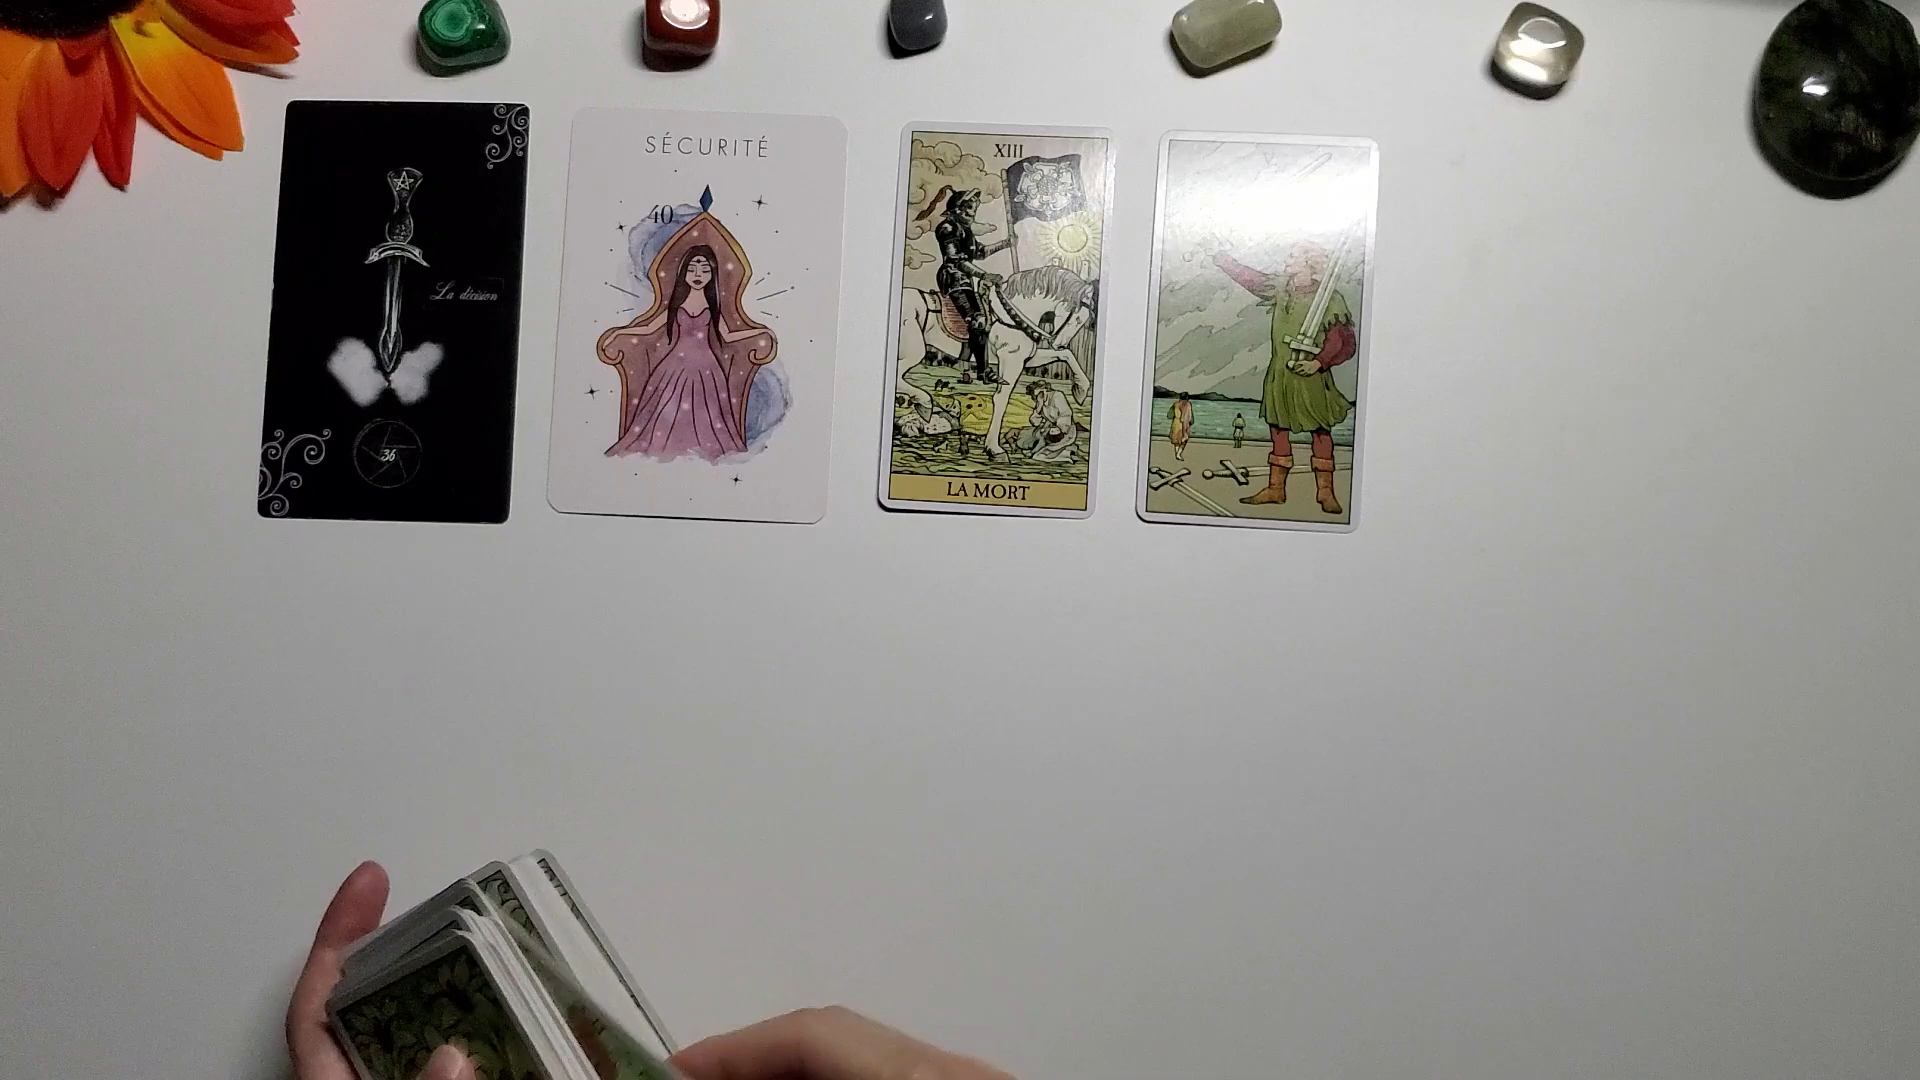 La décision
36
SÉCURITÉ
40
XIII
LA MORT